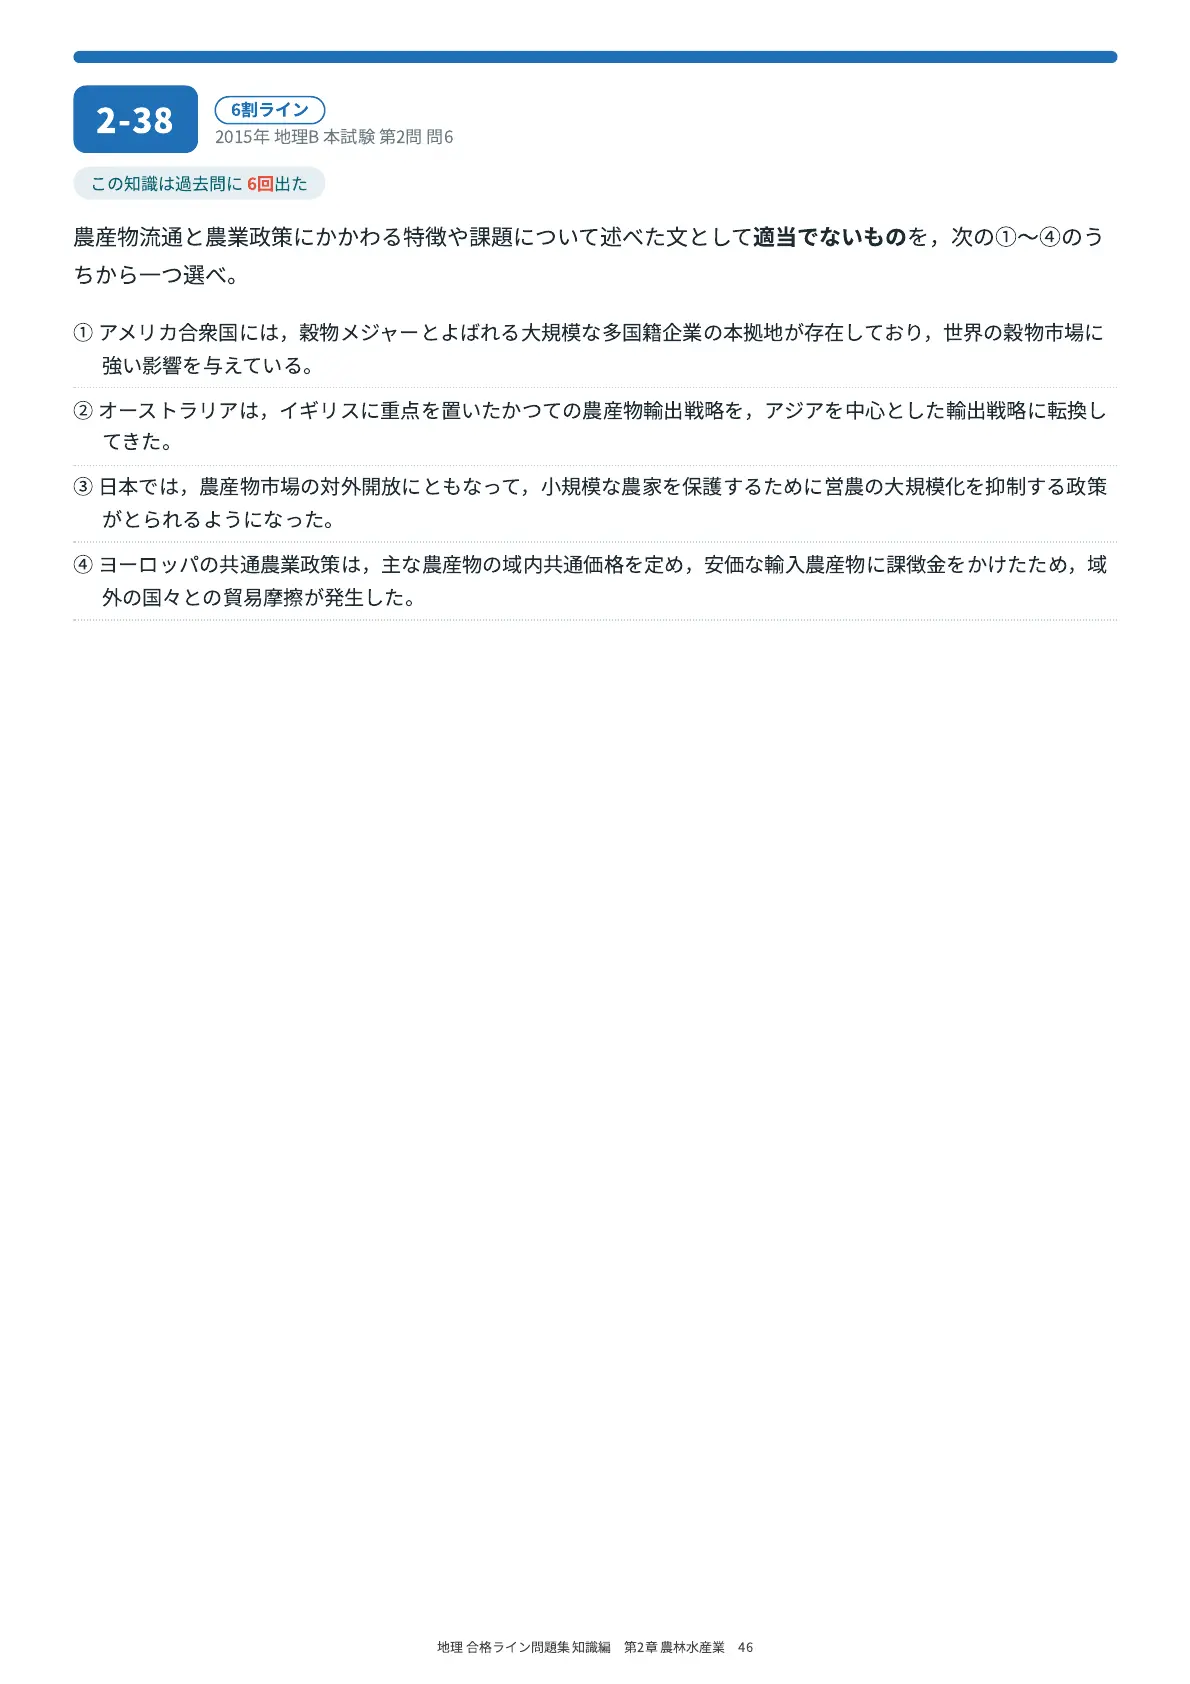 2-38
6割ライン
2015年 地理B 本試験 第2問 問6
この知識は過去問に 6回出た
農産物流通と農業政策にかかわる特徴や課題について述べた文として適当でないものを，次の①〜④のう
ちから一つ選べ。
① アメリカ合衆国には，穀物メジャーとよばれる大規模な多国籍企業の本拠地が存在しており，世界の穀物市場に
強い影響を与えている。
② オーストラリアは，イギリスに重点を置いたかつての農産物輸出戦略を，アジアを中心とした輸出戦略に転換し
てきた。
③ 日本では，農産物市場の対外開放にともなって，小規模な農家を保護するために営農の大規模化を抑制する政策
がとられるようになった。
④ ヨーロッパの共通農業政策は，主な農産物の域内共通価格を定め，安価な輸入農産物に課徴金をかけたため，域
外の国々との貿易摩擦が発生した。
地理 合格ライン問題集 知識編　第2章 農林水産業　46